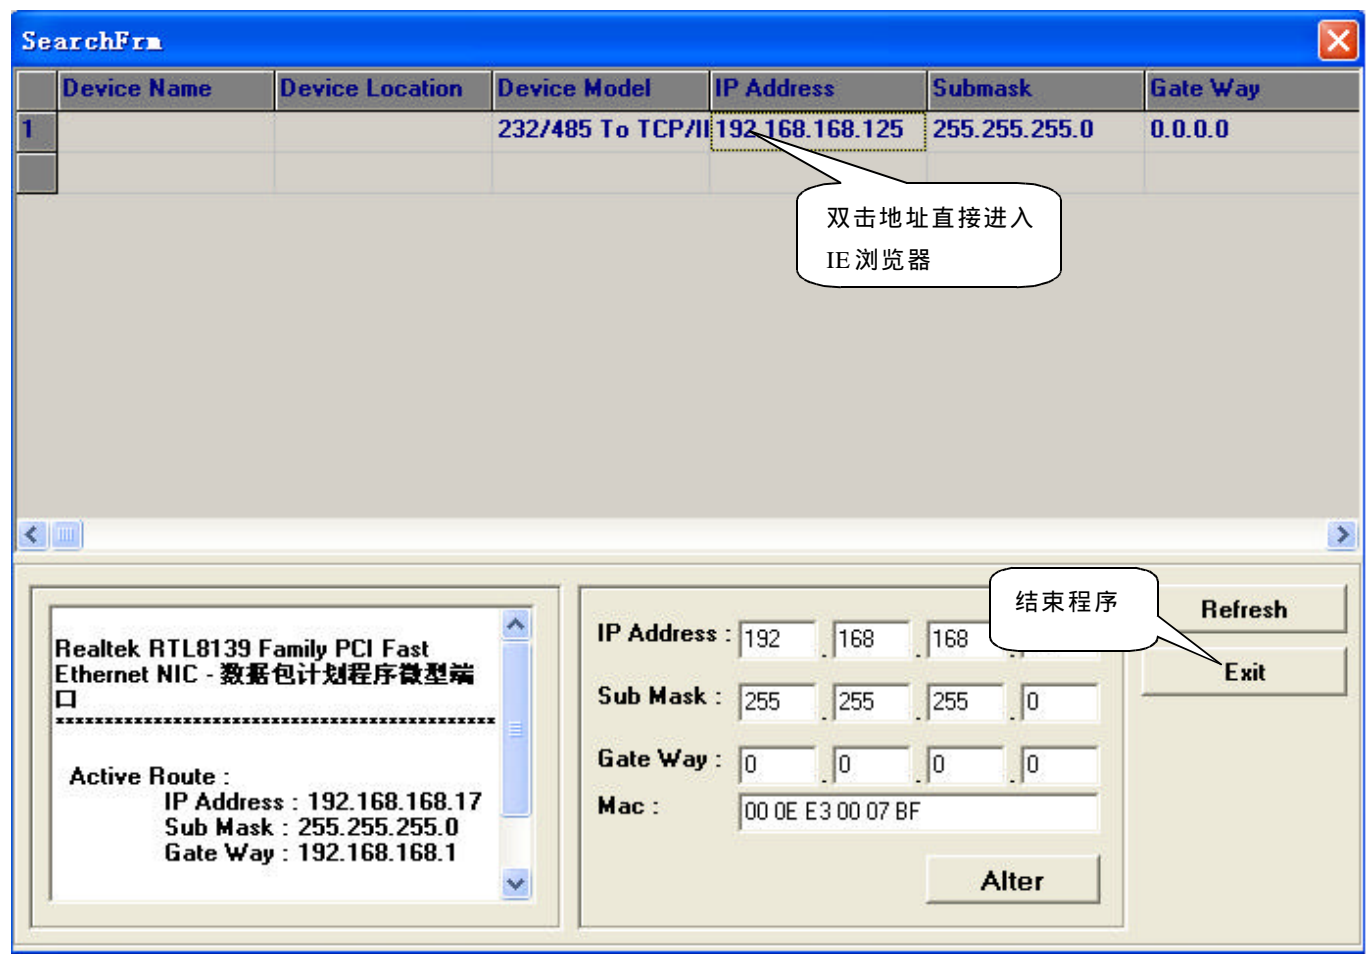 SearchFrm
Device Name Device Location Device Model IP Address Submask Gate Way
1 232/485 To TCP/II 192.168.168.125 255.255.255.0 0.0.0.0
双击地址直接进入
IE 浏览器
Realtek RTL8139 Family PCI Fast
Ethernet NIC - 数据包计划程序微型端
口
*********************************************
Active Route :
IP Address : 192.168.168.17
Sub Mask : 255.255.255.0
Gate Way : 192.168.168.1
IP Address : 192 . 168 . 168 .
Sub Mask : 255 . 255 . 255 . 0
Gate Way : 0 . 0 . 0 . 0
Mac : 00 0E E3 00 07 BF
Alter
结束程序
Refresh
Exit